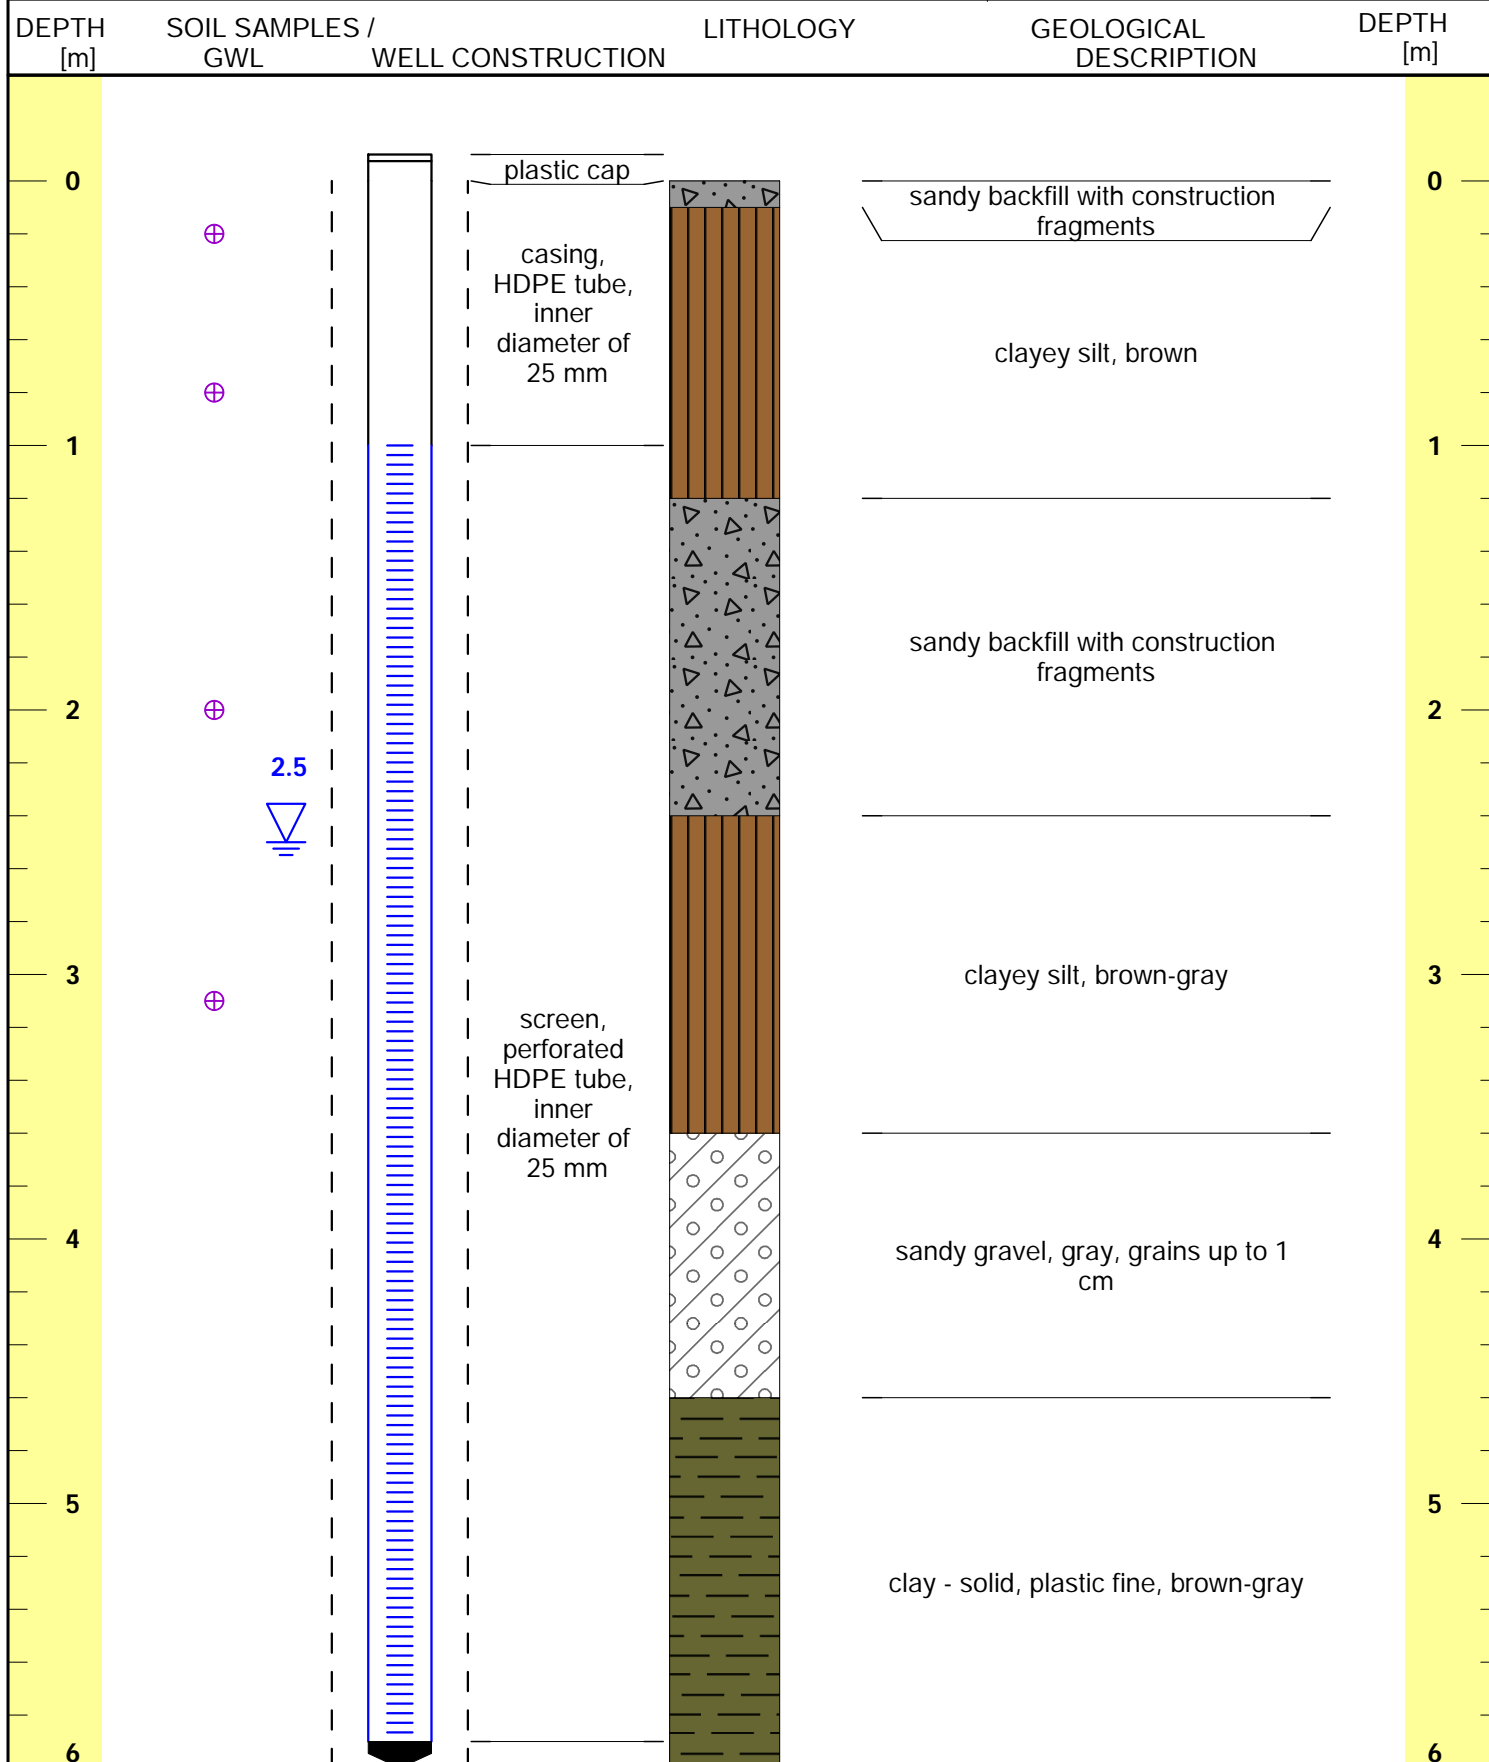 DEPTH
[m]
SOIL SAMPLES /
GWL
WELL CONSTRUCTION
LITHOLOGY
GEOLOGICAL
DESCRIPTION
DEPTH
[m]
0
plastic cap
sandy backfill with construction
fragments
0
casing,
HDPE tube,
inner
diameter of
25 mm
clayey silt, brown
1
1
sandy backfill with construction
fragments
2
2
2.5
3
clayey silt, brown-gray
3
screen,
perforated
HDPE tube,
inner
diameter of
25 mm
4
sandy gravel, gray, grains up to 1
cm
4
5
5
clay - solid, plastic fine, brown-gray
6
6